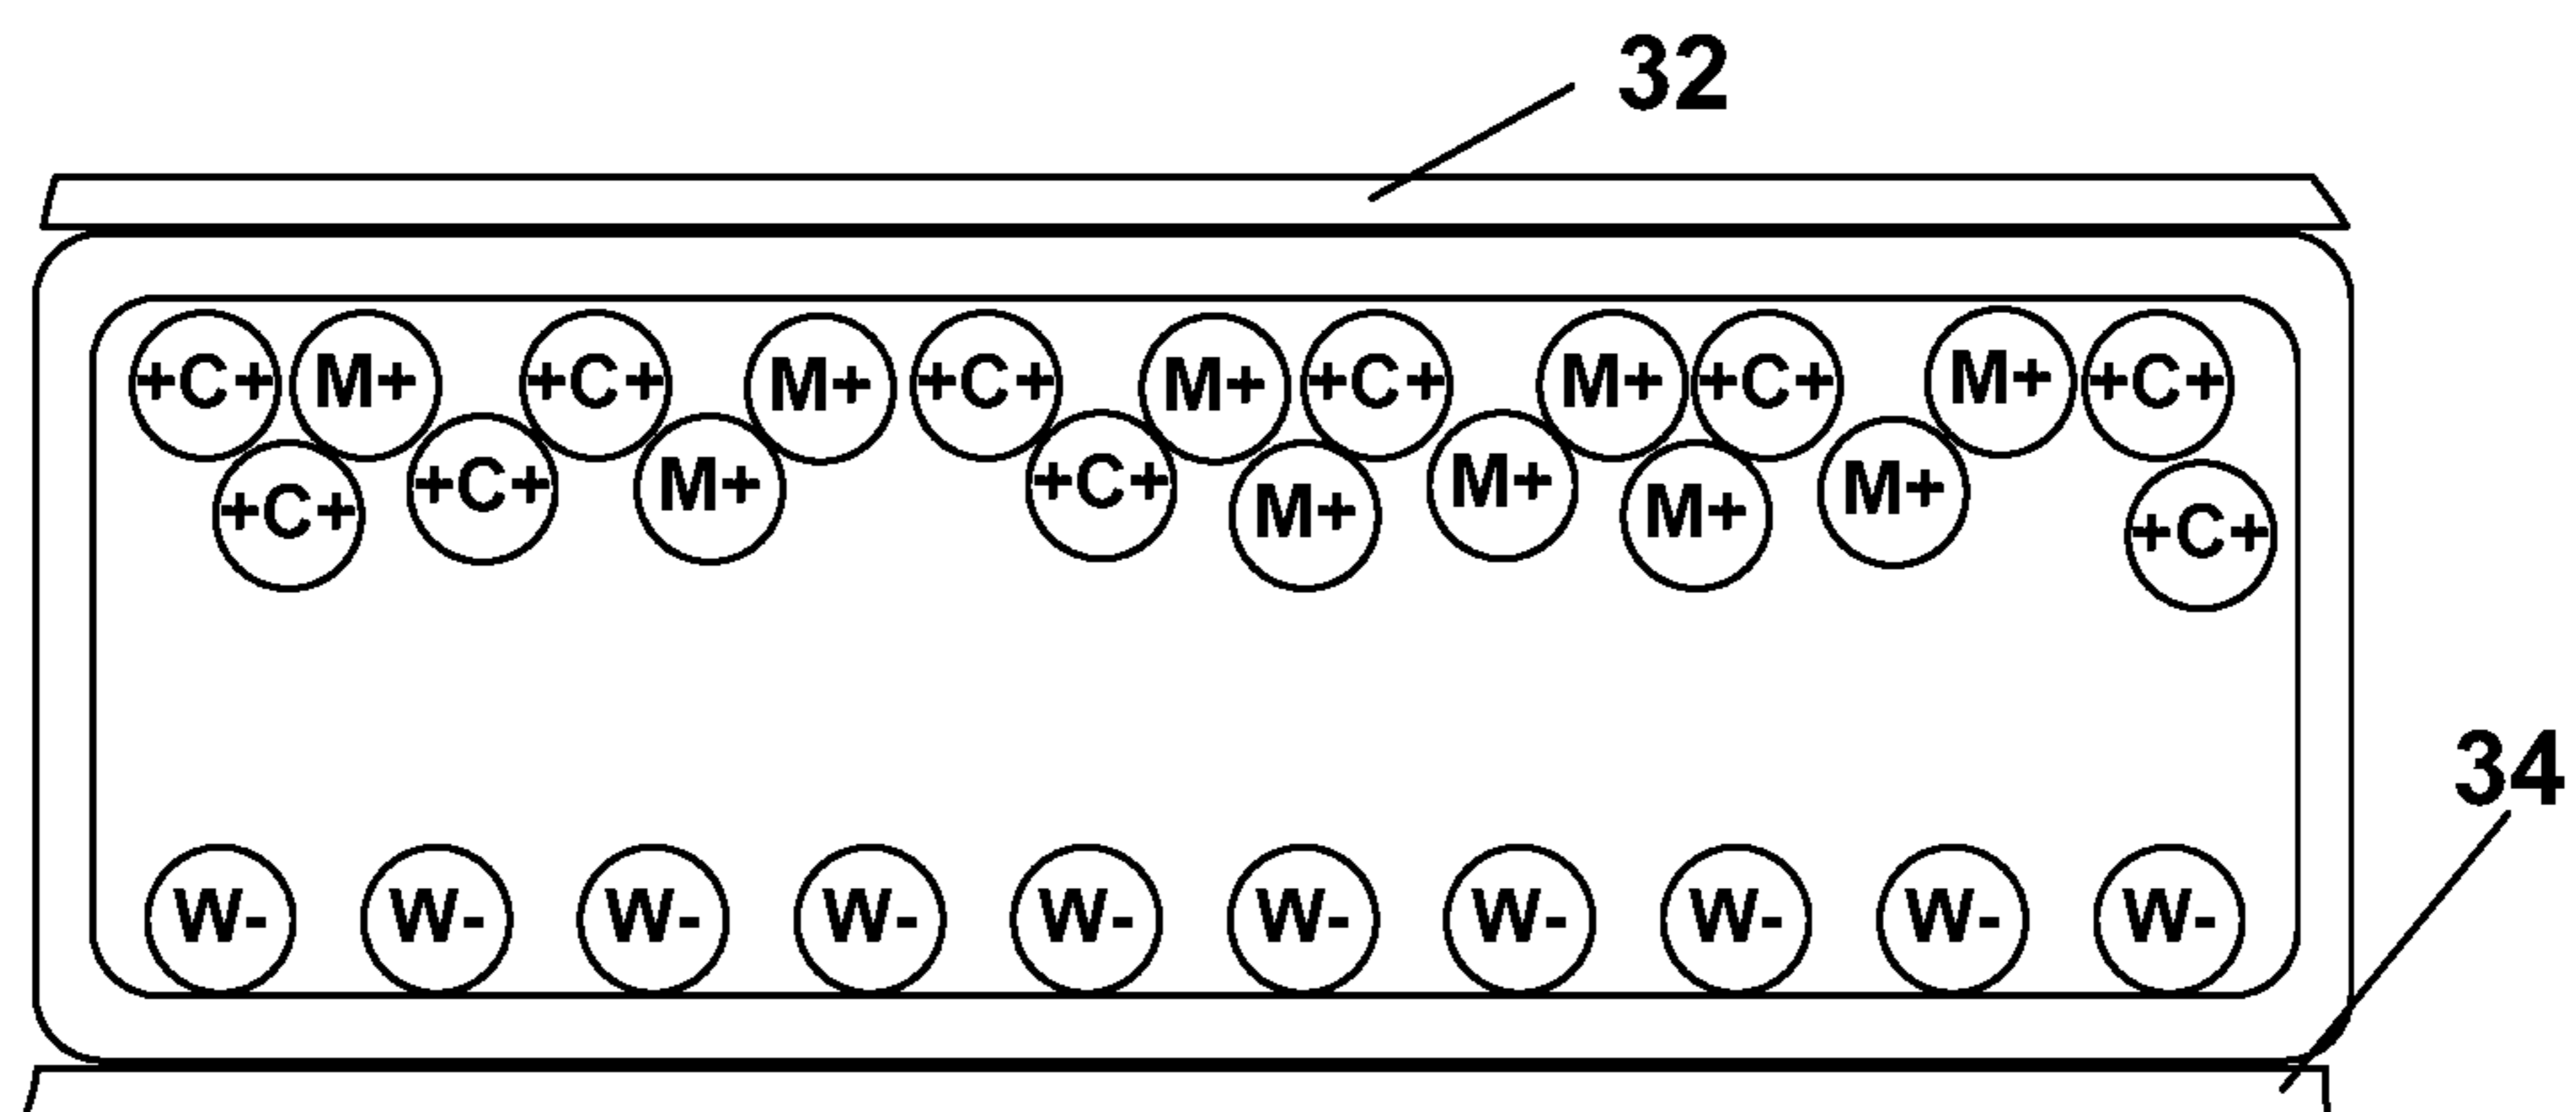 32
+C+ M+ +C+ M+ +C+ M+ +C+ M+ +C+ M+ +C+
+C+ +C+ M+ +C+ M+ M+ M+ M+ +C+
34
W- W- W- W- W- W- W- W- W- W-